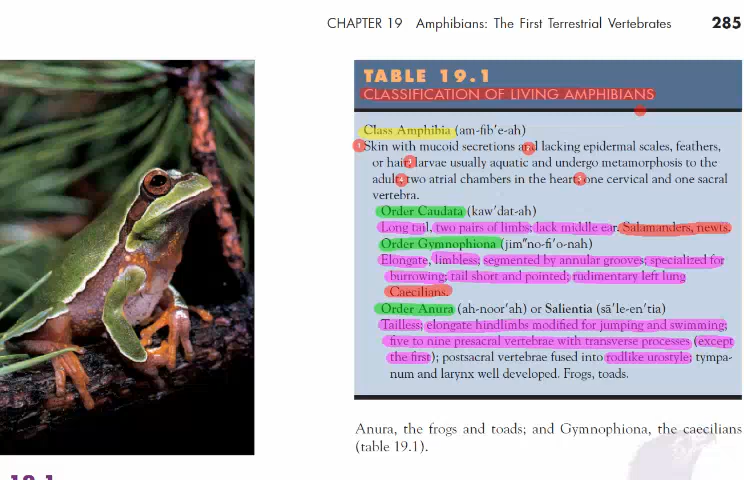 CHAPTER 19 Amphibians: The First Terrestrial Vertebrates 285
TABLE 19.1
CLASSIFICATION OF LIVING AMPHIBIANS
Class Amphibia (am-fib′e-ah)
1 Skin with mucoid secretions and lacking epidermal scales, feathers,
or hair; larvae usually aquatic and undergo metamorphosis to the
adult; two atrial chambers in the heart; one cervical and one sacral
vertebra.
Order Caudata (kaw′dat-ah)
Long tail, two pairs of limbs; lack middle ear. Salamanders, newts.
Order Gymnophiona (jim″no-fi′o-nah)
Elongate, limbless; segmented by annular grooves; specialized for
burrowing; tail short and pointed; rudimentary left lung
Caecilians.
Order Anura (ah-noor′ah) or Salientia (sā′le-en′tia)
Tailless; elongate hindlimbs modified for jumping and swimming;
five to nine presacral vertebrae with transverse processes (except
the first); postsacral vertebrae fused into rodlike urostyle; tympa-
num and larynx well developed. Frogs, toads.
Anura, the frogs and toads; and Gymnophiona, the caecilians
(table 19.1).